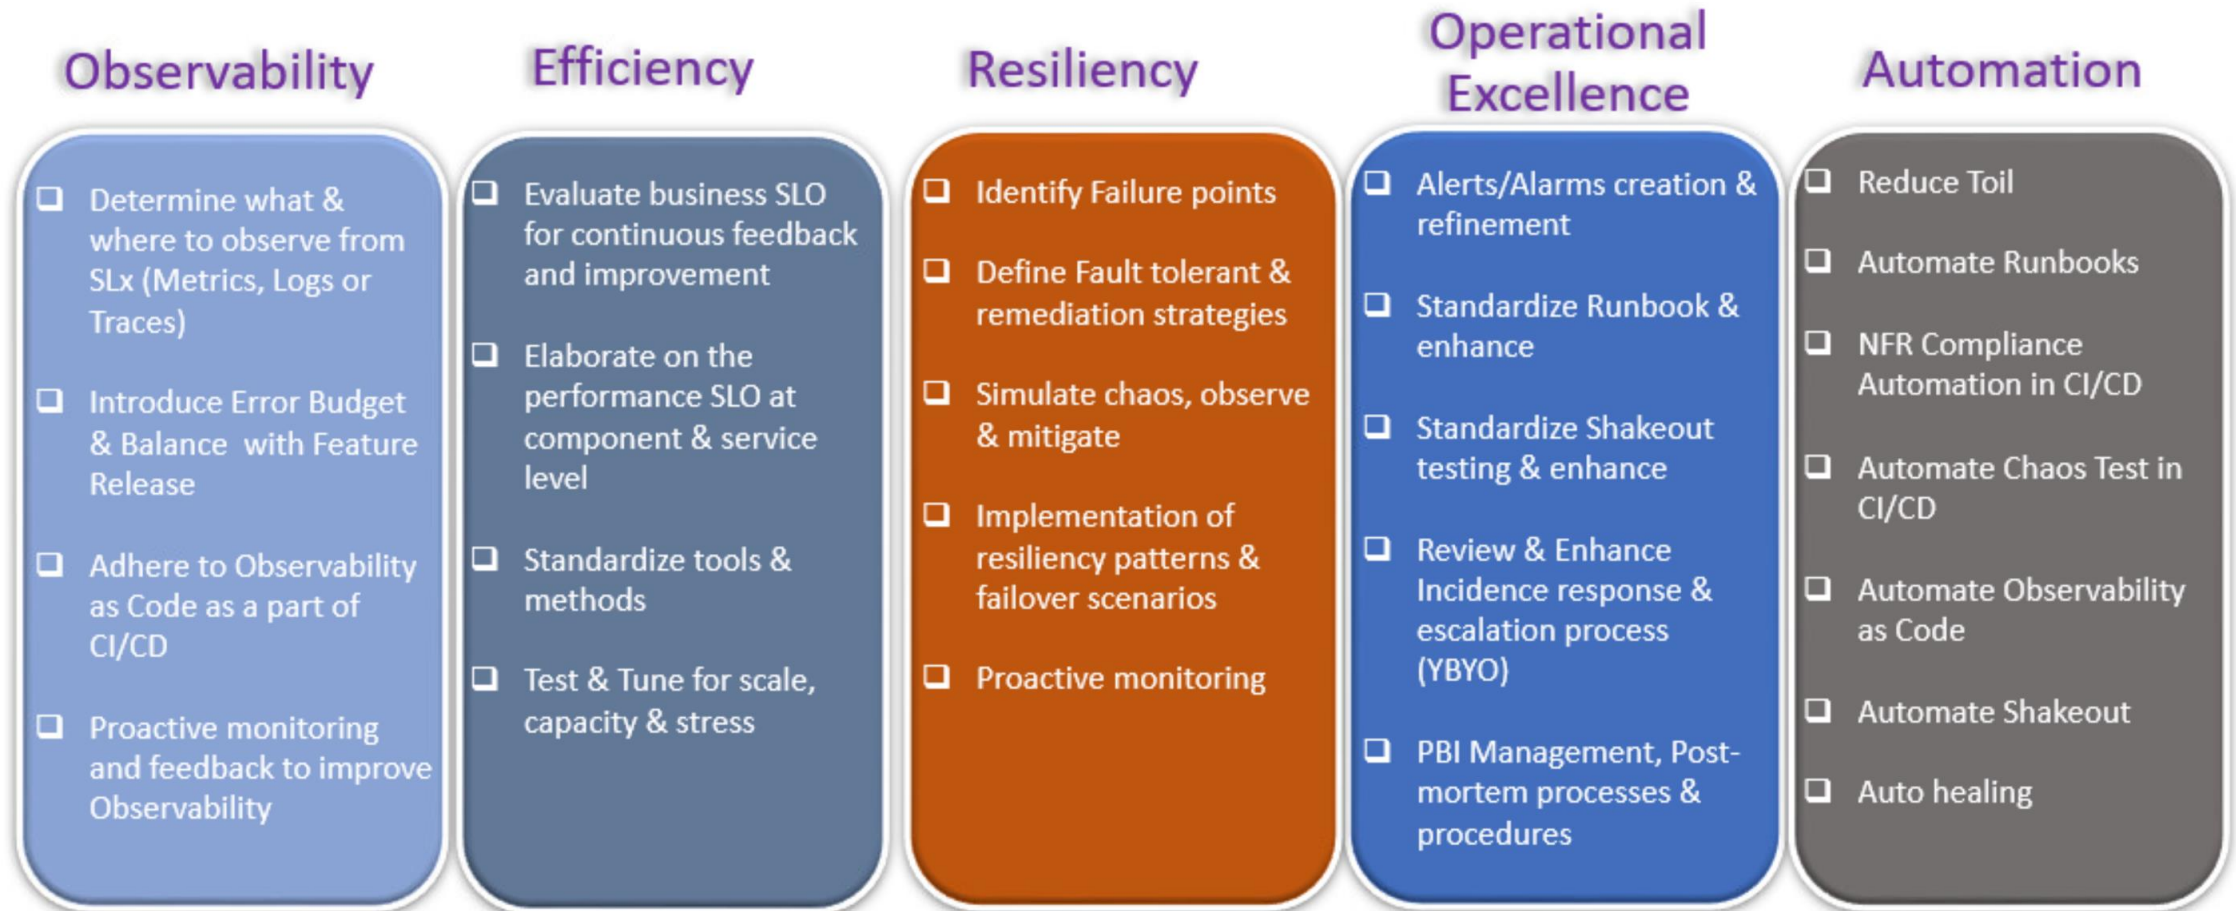 Observability
Determine what &
where to observe from
SLx (Metrics, Logs or
Traces)
Introduce Error Budget
& Balance with Feature
Release
Adhere to Observability
as Code as a part of
CI/CD
Proactive monitoring
and feedback to improve
Observability
Efficiency
Evaluate business SLO
for continuous feedback
and improvement
Elaborate on the
performance SLO at
component & service
level
Standardize tools &
methods
Test & Tune for scale,
capacity & stress
Resiliency
Identify Failure points
Define Fault tolerant &
remediation strategies
Simulate chaos, observe
& mitigate
Implementation of
resiliency patterns &
failover scenarios
Proactive monitoring
Operational
Excellence
Alerts/Alarms creation &
refinement
Standardize Runbook &
enhance
Standardize Shakeout
testing & enhance
Review & Enhance
Incidence response &
escalation process
(YBYO)
PBI Management, Post-
mortem processes &
procedures
Automation
Reduce Toil
Automate Runbooks
NFR Compliance
Automation in CI/CD
Automate Chaos Test in
CI/CD
Automate Observability
as Code
Automate Shakeout
Auto healing